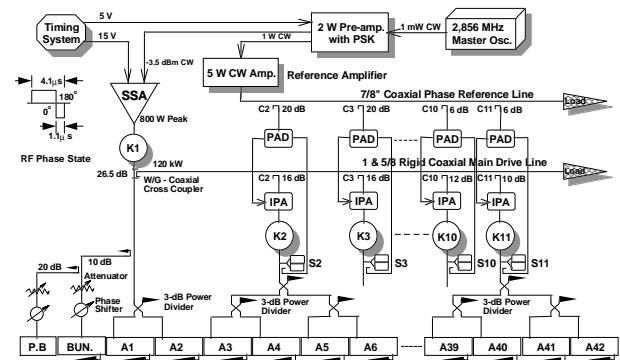 Timing
System
5 V
15 V
2 W Pre-amp.
with PSK
1 mW CW
2,856 MHz
Master Osc.
1 W CW
-3.5 dBm CW
5 W CW Amp.
Reference Amplifier
4.1μs
180°
0°
1.1μ s
RF Phase State
SSA
800 W Peak
7/8" Coaxial Phase Reference Line
Load
C2 20 dB
C3 20 dB
C10 6 dB
C11 6 dB
PAD
PAD
PAD
PAD
K1
120 kW
26.5 dB
W/G - Coaxial
Cross Coupler
1 & 5/8 Rigid Coaxial Main Drive Line
Load
C2 16 dB
C3 16 dB
C10 12 dB
C11 10 dB
IPA
IPA
IPA
IPA
K2
K3
K10
K11
S2
S3
S10
S11
20 dB
10 dB
Attenuator
Phase
Shifter
3-dB Power
Divider
3-dB Power
Divider
3-dB Power
Divider
P.B
BUN.
A1
A2
A3
A4
A5
A6
A39
A40
A41
A42